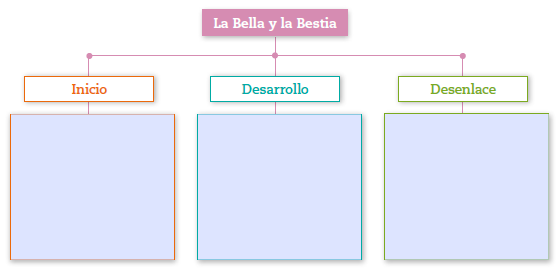 La Bella y la Bestia
Inicio
Desarrollo
Desenlace